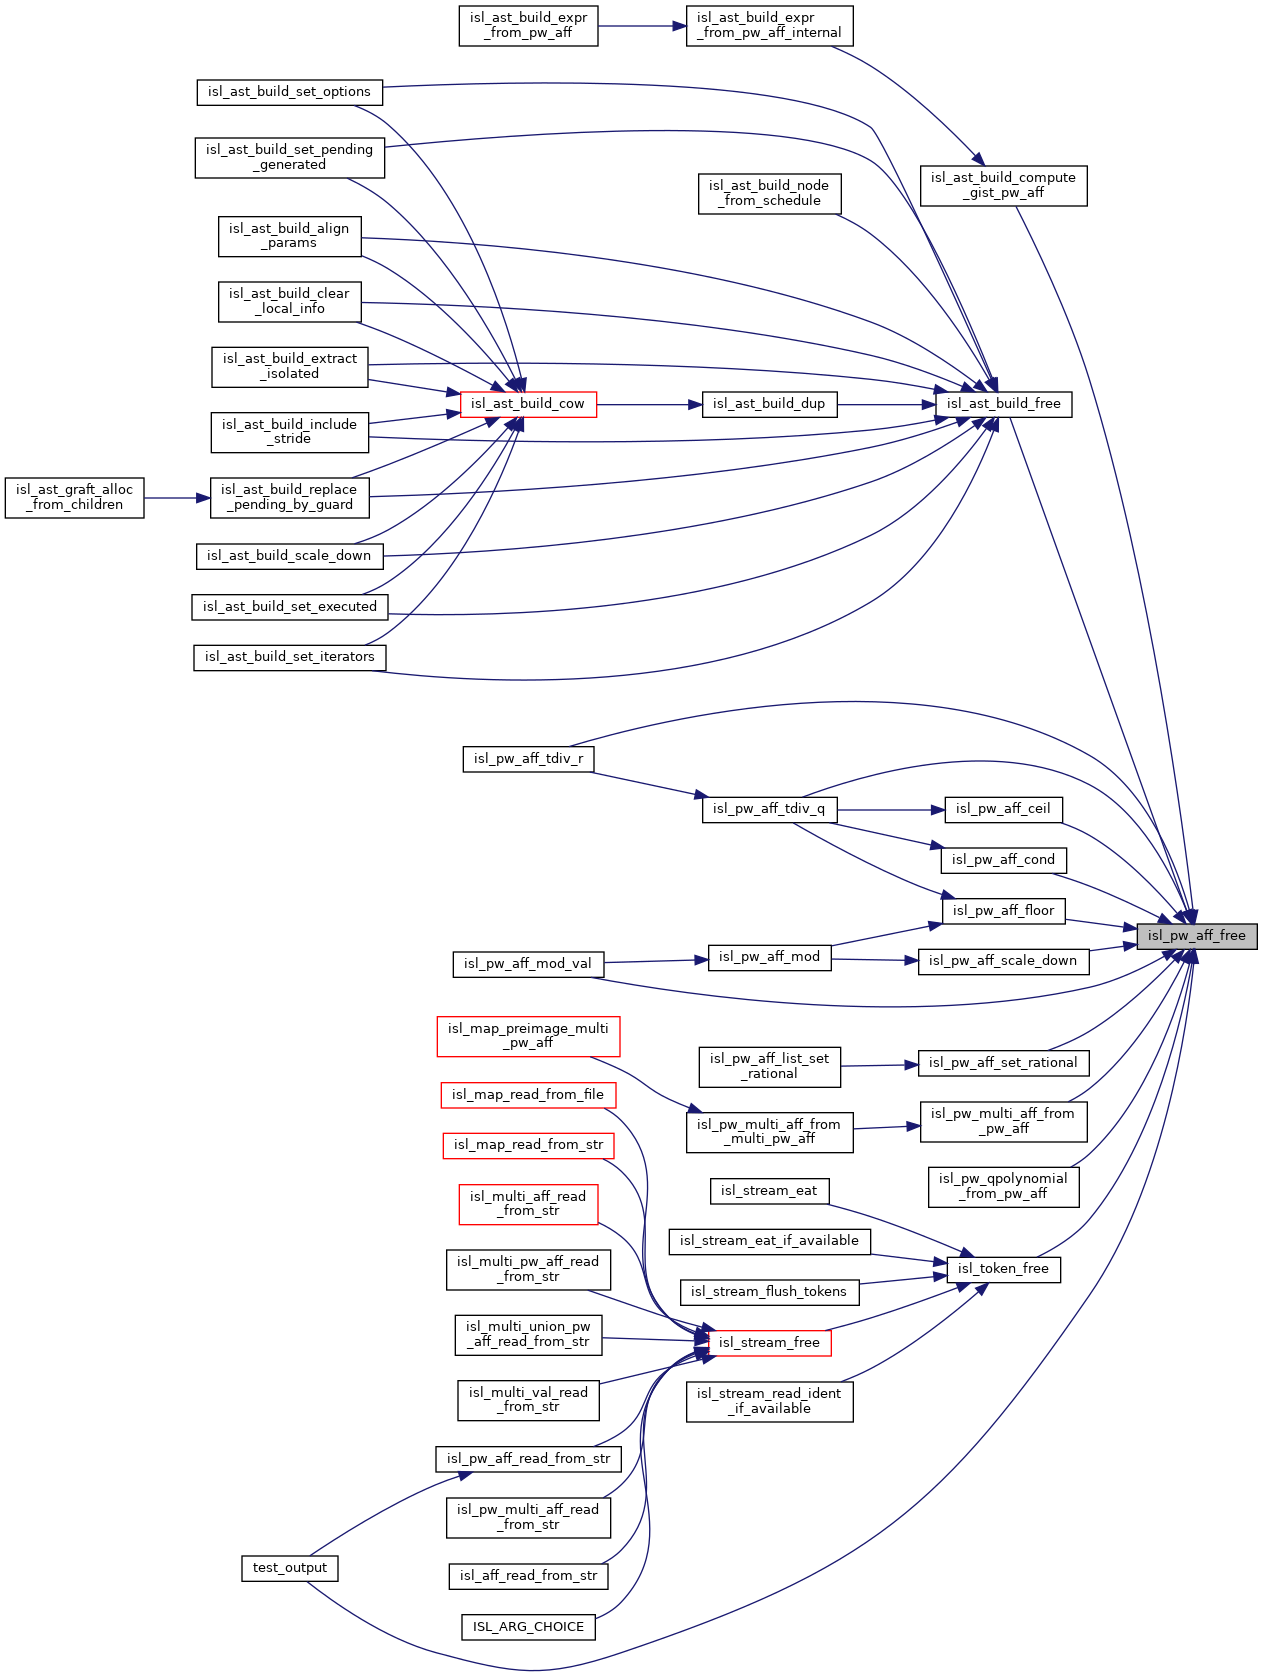 isl_ast_build_expr
_from_pw_aff
isl_ast_build_expr
_from_pw_aff_internal
isl_ast_build_set_options
isl_ast_build_set_pending
_generated
isl_ast_build_compute
_gist_pw_aff
isl_ast_build_node
_from_schedule
isl_ast_build_align
_params
isl_ast_build_clear
_local_info
isl_ast_build_extract
_isolated
isl_ast_build_cow
isl_ast_build_dup
isl_ast_build_free
isl_ast_build_include
_stride
isl_ast_graft_alloc
_from_children
isl_ast_build_replace
_pending_by_guard
isl_ast_build_scale_down
isl_ast_build_set_executed
isl_ast_build_set_iterators
isl_pw_aff_tdiv_r
isl_pw_aff_tdiv_q
isl_pw_aff_ceil
isl_pw_aff_cond
isl_pw_aff_floor
isl_pw_aff_free
isl_pw_aff_mod_val
isl_pw_aff_mod
isl_pw_aff_scale_down
isl_map_preimage_multi
_pw_aff
isl_pw_aff_list_set
_rational
isl_pw_aff_set_rational
isl_map_read_from_file
isl_pw_multi_aff_from
_multi_pw_aff
isl_pw_multi_aff_from
_pw_aff
isl_map_read_from_str
isl_pw_qpolynomial
_from_pw_aff
isl_multi_aff_read
_from_str
isl_stream_eat
isl_stream_eat_if_available
isl_multi_pw_aff_read
_from_str
isl_token_free
isl_stream_flush_tokens
isl_multi_union_pw
_aff_read_from_str
isl_stream_free
isl_multi_val_read
_from_str
isl_stream_read_ident
_if_available
isl_pw_aff_read_from_str
isl_pw_multi_aff_read
_from_str
test_output
isl_aff_read_from_str
ISL_ARG_CHOICE